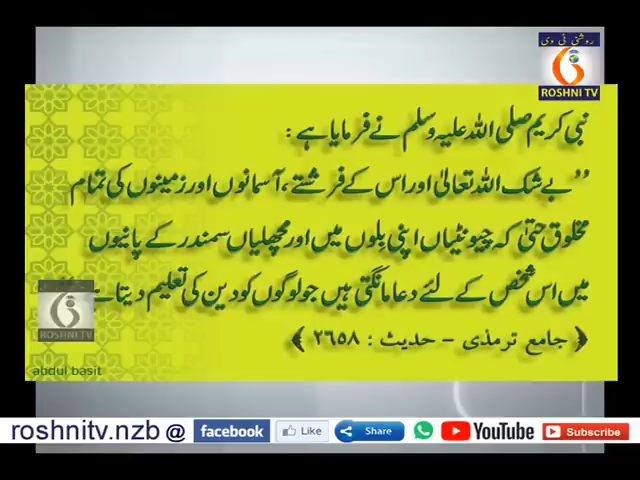 روشنی ٹی وی
ROSHNI TV
نبی کریم صلی اللہ علیہ وسلم نے فرمایا ہے :
”بے شک اللہ تعالیٰ اور اس کے فرشتے، آسمانوں اور زمینوں کی تمام
مخلوق حتیٰ کہ چیونٹیاں اپنی بلوں میں اور مچھلیاں سمندر کے پانیوں
میں اس شخص کے لئے دعا مانگتی ہیں جو لوگوں کو دین کی تعلیم دیتا ہے“
﴿ جامع ترمذی - حدیث : ۲٦۵۸ ﴾
ROSHNI TV
abdul basit
roshnitv.nzb @ facebook Like Share YouTube Subscribe